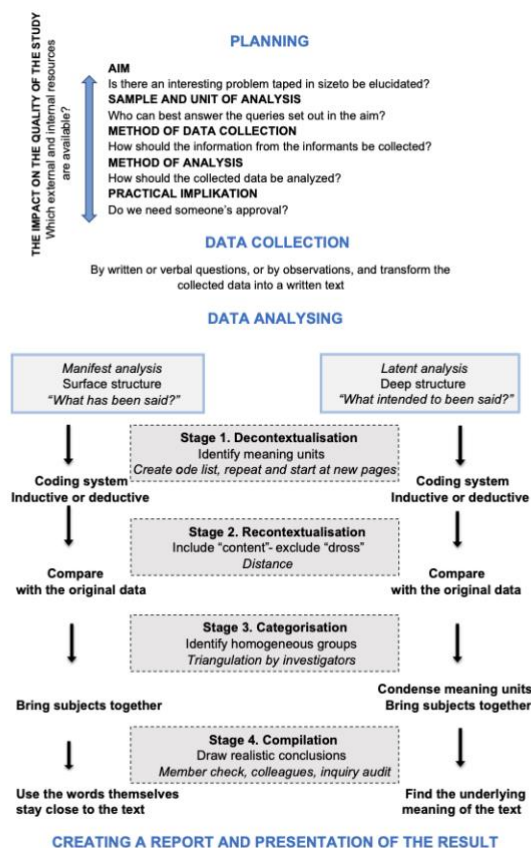 PLANNING
THE IMPACT ON THE QUALITY OF THE STUDY
Which external and internal resources
are available?
AIM
Is there an interesting problem taped in sizeto be elucidated?
SAMPLE AND UNIT OF ANALYSIS
Who can best answer the queries set out in the aim?
METHOD OF DATA COLLECTION
How should the information from the informants be collected?
METHOD OF ANALYSIS
How should the collected data be analyzed?
PRACTICAL IMPLIKATION
Do we need someone's approval?
DATA COLLECTION
By written or verbal questions, or by observations, and transform the
collected data into a written text
DATA ANALYSING
Manifest analysis
Surface structure
"What has been said?"
Latent analysis
Deep structure
"What intended to been said?"
Stage 1. Decontextualisation
Identify meaning units
Create ode list, repeat and start at new pages
Coding system
Inductive or deductive
Coding system
Inductive or deductive
Stage 2. Recontextualisation
Include "content"- exclude "dross"
Distance
Compare
with the original data
Compare
with the original data
Stage 3. Categorisation
Identify homogeneous groups
Triangulation by investigators
Bring subjects together
Condense meaning units
Bring subjects together
Stage 4. Compilation
Draw realistic conclusions
Member check, colleagues, inquiry audit
Use the words themselves
stay close to the text
Find the underlying
meaning of the text
CREATING A REPORT AND PRESENTATION OF THE RESULT